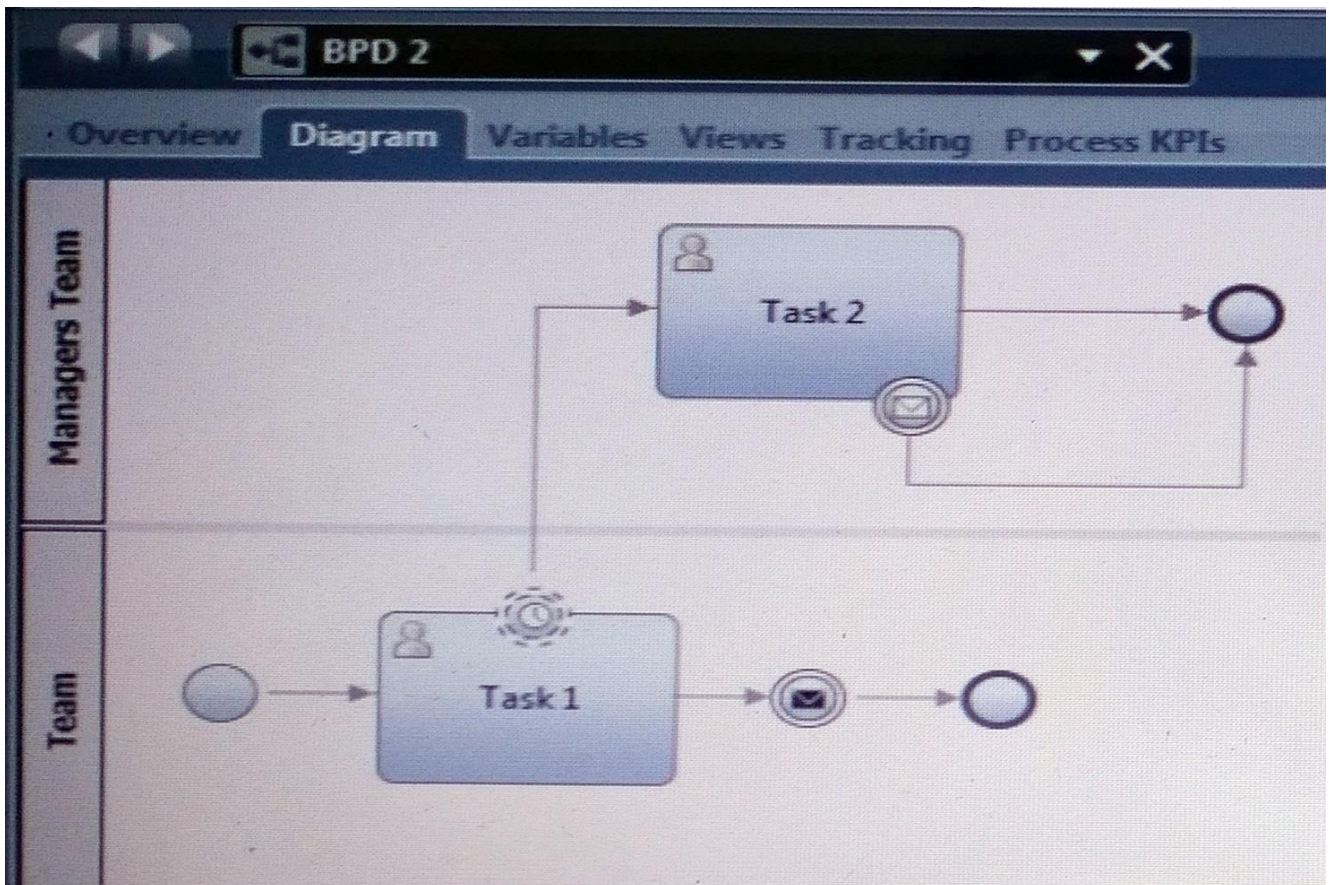 BPD 2
Overview Diagram Variables Views Tracking Process KPIs
Managers Team
Task 2
Team
Task 1